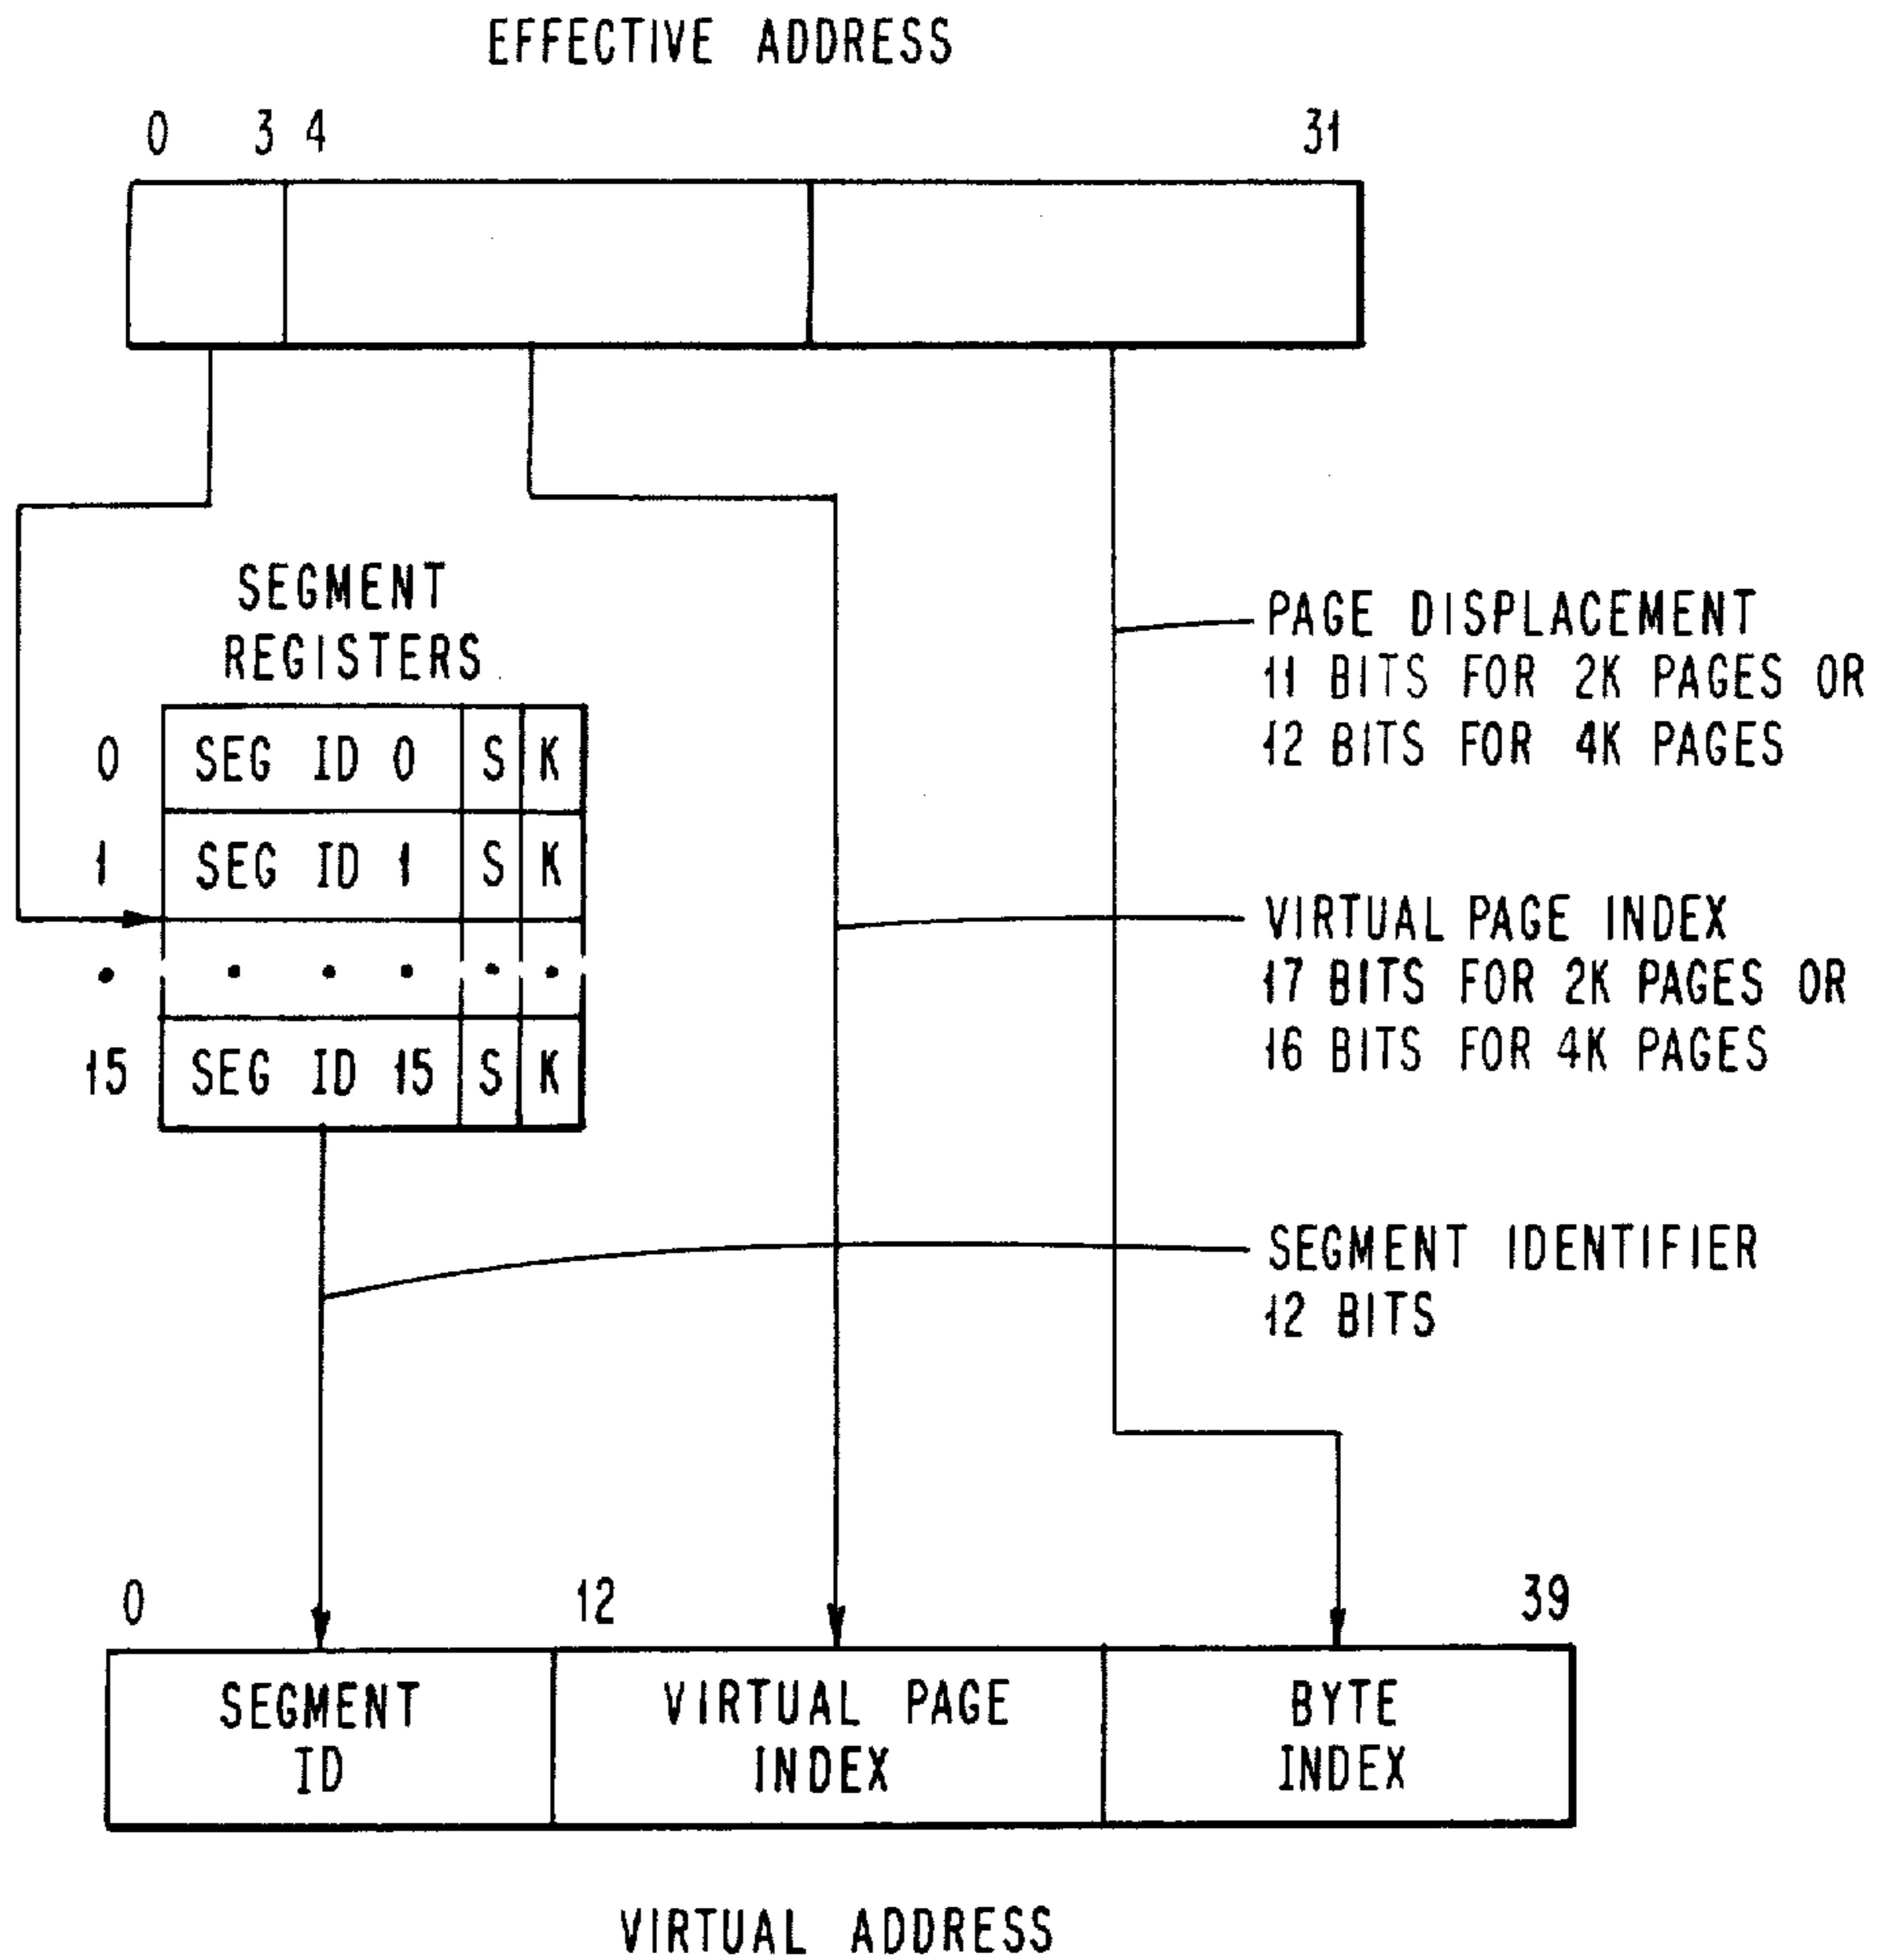 EFFECTIVE ADDRESS
0 3 4 31
SEGMENT
REGISTERS
0 SEG ID 0 S K
1 SEG ID 1 S K
• • • • • •
15 SEG ID 15 S K
PAGE DISPLACEMENT
11 BITS FOR 2K PAGES OR
12 BITS FOR 4K PAGES
VIRTUAL PAGE INDEX
17 BITS FOR 2K PAGES OR
16 BITS FOR 4K PAGES
SEGMENT IDENTIFIER
12 BITS
0 12 39
SEGMENT
ID
VIRTUAL PAGE
INDEX
BYTE
INDEX
VIRTUAL ADDRESS